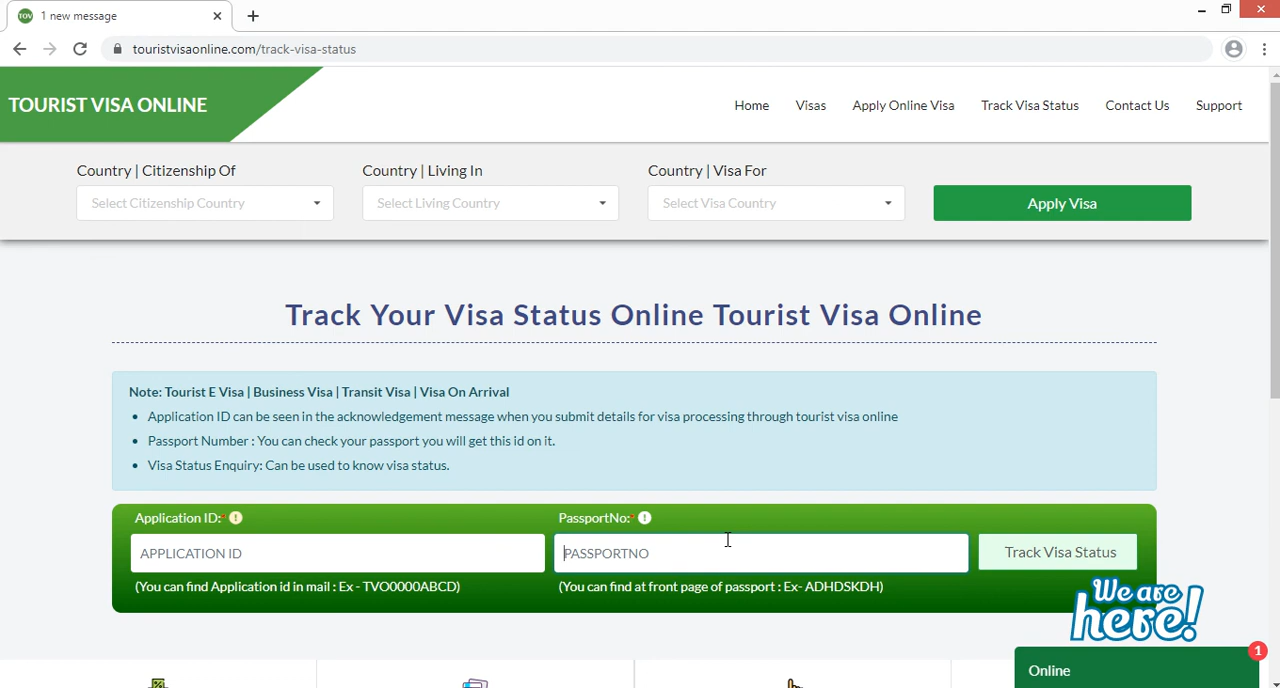 TOV 1 new message
touristvisaonline.com/track-visa-status
TOURIST VISA ONLINE
Home Visas Apply Online Visa Track Visa Status Contact Us Support
Country | Citizenship Of Country | Living In Country | Visa For
Select Citizenship Country Select Living Country Select Visa Country Apply Visa
Track Your Visa Status Online Tourist Visa Online
Note: Tourist E Visa | Business Visa | Transit Visa | Visa On Arrival
Application ID can be seen in the acknowledgement message when you submit details for visa processing through tourist visa online
Passport Number : You can check your passport you will get this id on it.
Visa Status Enquiry: Can be used to know visa status.
Application ID:* ! PassportNo:* !
APPLICATION ID PASSPORTNO Track Visa Status
(You can find Application id in mail : Ex - TVO0000ABCD) (You can find at front page of passport : Ex- ADHDSKDH)
We are
here!
1
Online